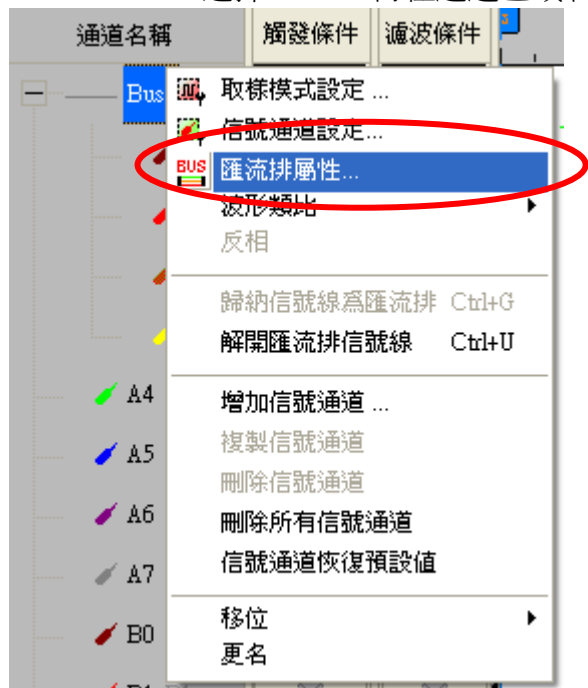 通道名稱 觸發條件 濾波條件
Bus 取樣模式設定 ...
信號通道設定...
BUS 匯流排屬性...
波形類比
反相
歸納信號線爲匯流排 Ctrl+G
解開匯流排信號線 Ctrl+U
A4
增加信號通道 ...
A5 複製信號通道
刪除信號通道
A6 刪除所有信號通道
A7 信號通道恢復預設值
移位
B0
更名